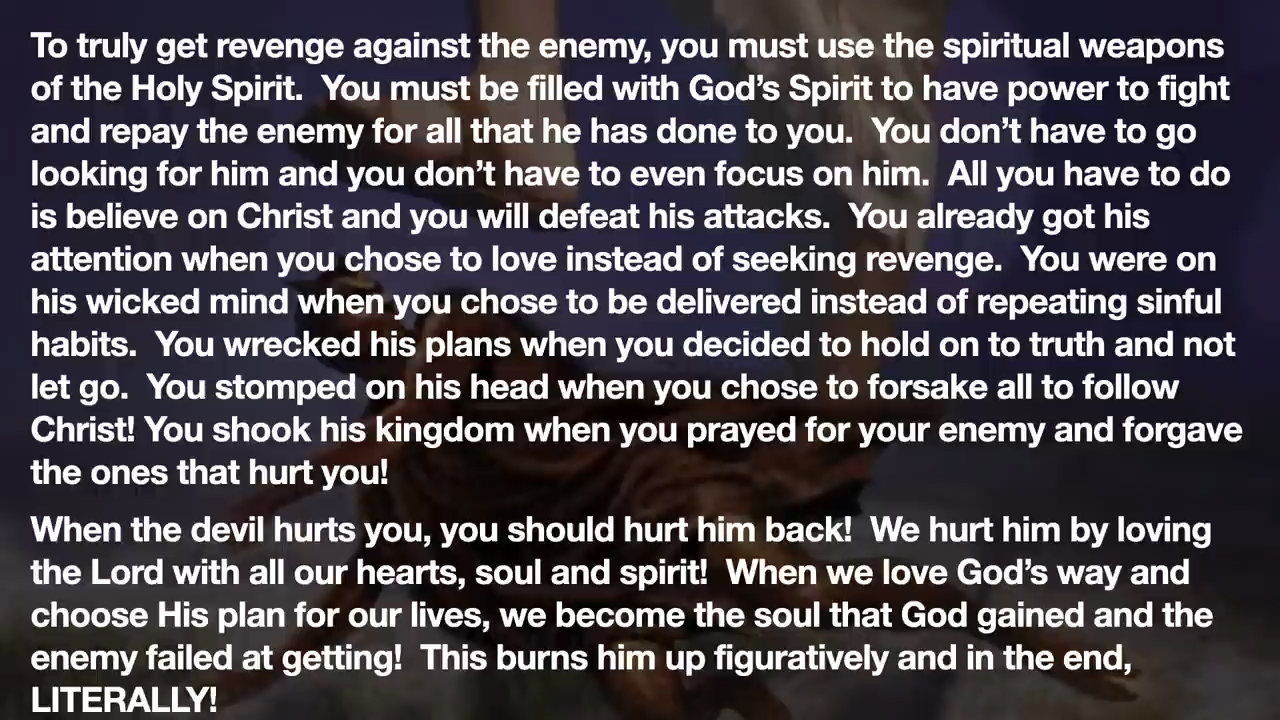 To truly get revenge against the enemy, you must use the spiritual weapons
of the Holy Spirit.  You must be filled with God’s Spirit to have power to fight
and repay the enemy for all that he has done to you.  You don’t have to go
looking for him and you don’t have to even focus on him.  All you have to do
is believe on Christ and you will defeat his attacks.  You already got his
attention when you chose to love instead of seeking revenge.  You were on
his wicked mind when you chose to be delivered instead of repeating sinful
habits.  You wrecked his plans when you decided to hold on to truth and not
let go.  You stomped on his head when you chose to forsake all to follow
Christ! You shook his kingdom when you prayed for your enemy and forgave
the ones that hurt you!
When the devil hurts you, you should hurt him back!  We hurt him by loving
the Lord with all our hearts, soul and spirit!  When we love God’s way and
choose His plan for our lives, we become the soul that God gained and the
enemy failed at getting!  This burns him up figuratively and in the end,
LITERALLY!